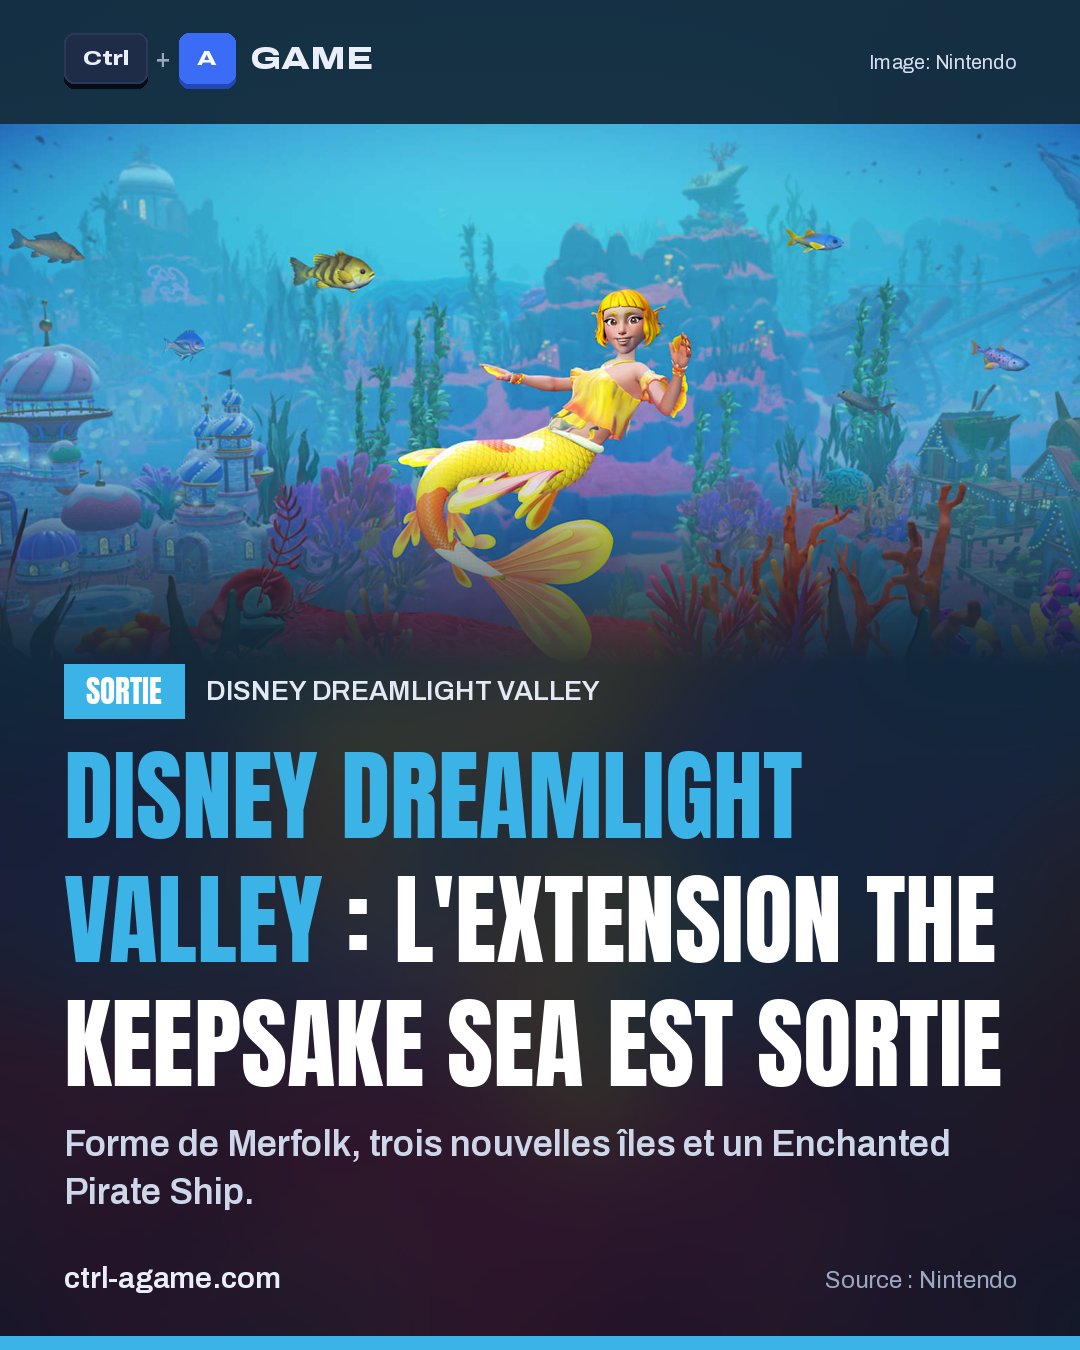 Ctrl + A GAME
Image: Nintendo
SORTIE DISNEY DREAMLIGHT VALLEY
DISNEY DREAMLIGHT
VALLEY : L'EXTENSION THE
KEEPSAKE SEA EST SORTIE
Forme de Merfolk, trois nouvelles îles et un Enchanted
Pirate Ship.
ctrl-agame.com
Source : Nintendo